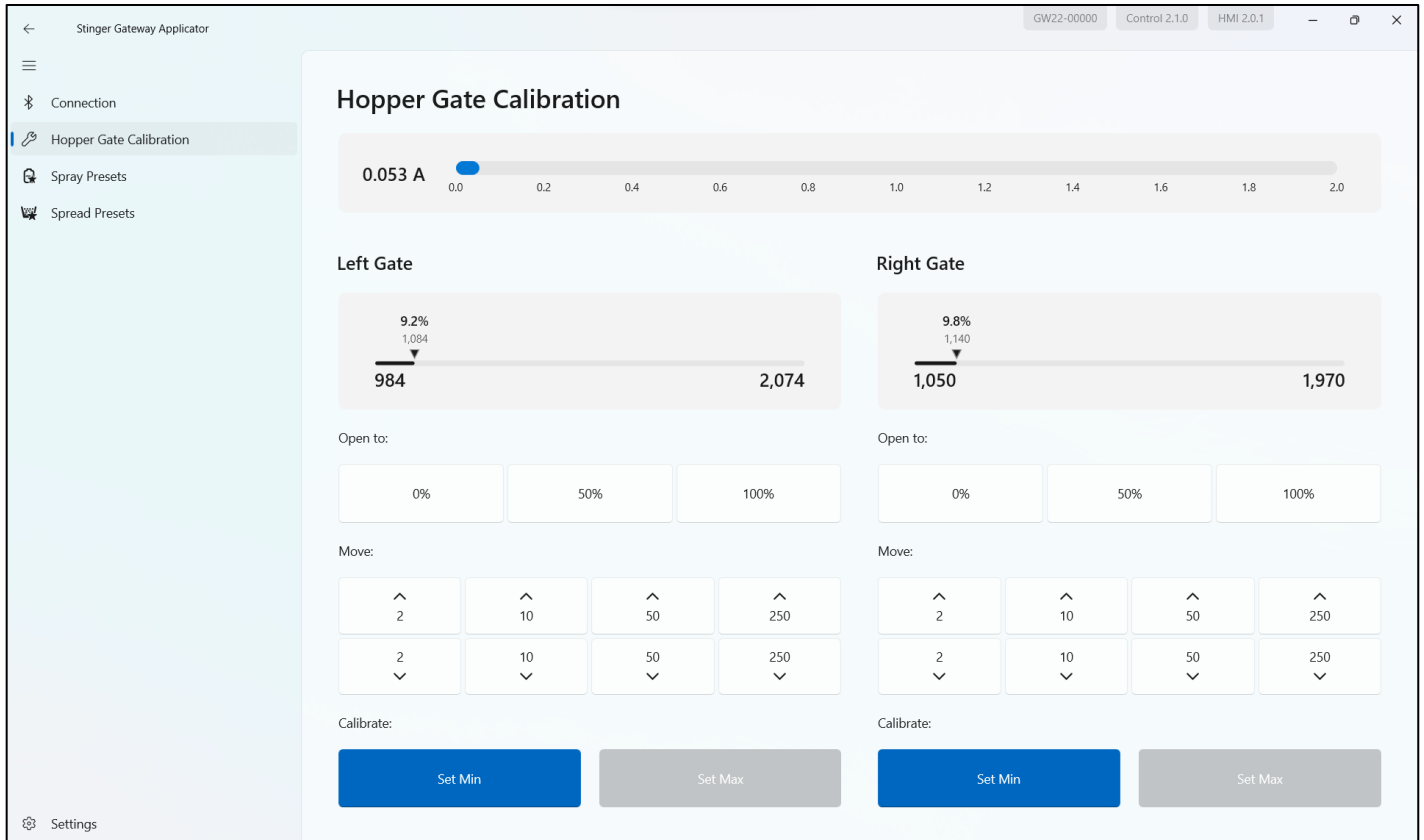 Stinger Gateway Applicator
GW22-00000 Control 2.1.0 HMI 2.0.1
Connection
Hopper Gate Calibration
Spray Presets
Spread Presets
Settings
Hopper Gate Calibration
0.053 A
0.0 0.2 0.4 0.6 0.8 1.0 1.2 1.4 1.6 1.8 2.0
Left Gate
9.2%
1,084
984 2,074
Open to:
0% 50% 100%
Move:
2 10 50 250
2 10 50 250
Calibrate:
Set Min Set Max
Right Gate
9.8%
1,140
1,050 1,970
Open to:
0% 50% 100%
Move:
2 10 50 250
2 10 50 250
Calibrate:
Set Min Set Max